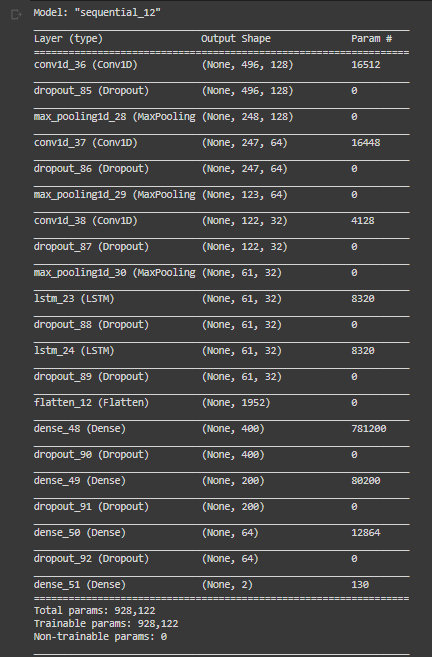 Model: "sequential_12"
Layer (type) Output Shape Param #
conv1d_36 (Conv1D) (None, 496, 128) 16512
dropout_85 (Dropout) (None, 496, 128) 0
max_pooling1d_28 (MaxPooling (None, 248, 128) 0
conv1d_37 (Conv1D) (None, 247, 64) 16448
dropout_86 (Dropout) (None, 247, 64) 0
max_pooling1d_29 (MaxPooling (None, 123, 64) 0
conv1d_38 (Conv1D) (None, 122, 32) 4128
dropout_87 (Dropout) (None, 122, 32) 0
max_pooling1d_30 (MaxPooling (None, 61, 32) 0
lstm_23 (LSTM) (None, 61, 32) 8320
dropout_88 (Dropout) (None, 61, 32) 0
lstm_24 (LSTM) (None, 61, 32) 8320
dropout_89 (Dropout) (None, 61, 32) 0
flatten_12 (Flatten) (None, 1952) 0
dense_48 (Dense) (None, 400) 781200
dropout_90 (Dropout) (None, 400) 0
dense_49 (Dense) (None, 200) 80200
dropout_91 (Dropout) (None, 200) 0
dense_50 (Dense) (None, 64) 12864
dropout_92 (Dropout) (None, 64) 0
dense_51 (Dense) (None, 2) 130
Total params: 928,122
Trainable params: 928,122
Non-trainable params: 0